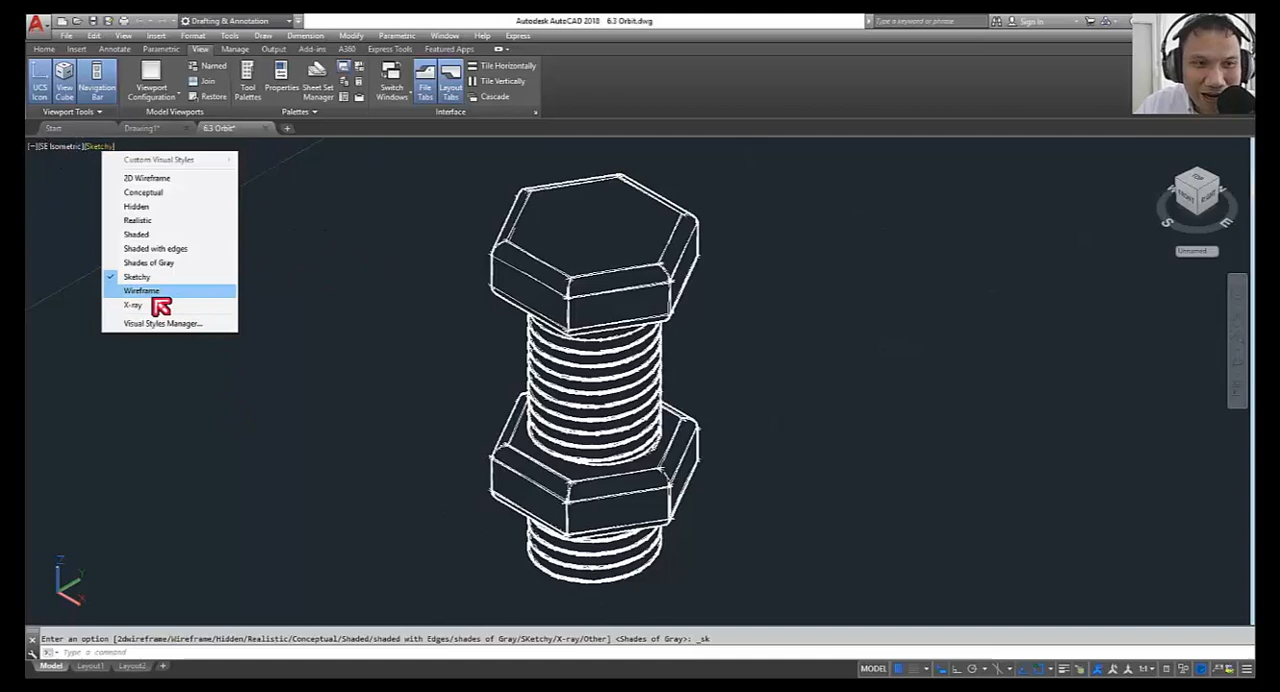 Drafting & Annotation
Autodesk AutoCAD 2018 6.3 Orbit.dwg
Type a keyword or phrase
Sign In
File Edit View Insert Format Tools Draw Dimension Modify Parametric Window Help Express
Home Insert Annotate Parametric View Manage Output Add-ins A360 Express Tools Featured Apps
UCS Icon
View Cube
Navigation Bar
Viewport Configuration
Named
Join
Restore
Tool Palettes
Properties
Sheet Set Manager
Switch Windows
File Tabs
Layout Tabs
Tile Horizontally
Tile Vertically
Cascade
Viewport Tools Model Viewports Palettes Interface
Start Drawing1* 6.3 Orbit*
[−][SE Isometric][Sketchy]
Custom Visual Styles
2D Wireframe
Conceptual
Hidden
Realistic
Shaded
Shaded with edges
Shades of Gray
Sketchy
Wireframe
X-ray
Visual Styles Manager...
TOP
FRONT
RIGHT
S E
Unnamed
Z
Y
X
Enter an option [2dwireframe/Wireframe/Hidden/Realistic/Conceptual/Shaded/shaded with Edges/shades of Gray/SKetchy/X-ray/Other] <Shades of Gray>: _sk
Type a command
Model Layout1 Layout2 +
MODEL 1:1